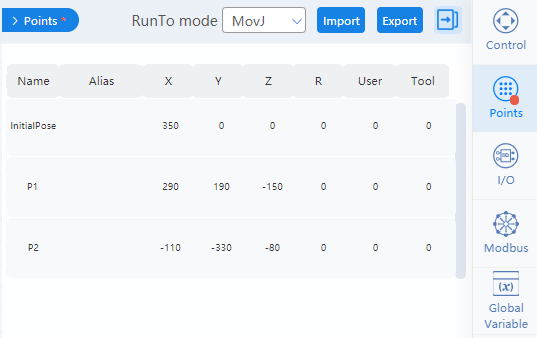 Points *
RunTo mode MovJ Import Export
Name Alias X Y Z R User Tool
InitialPose 350 0 0 0 0 0
P1 290 190 -150 0 0 0
P2 -110 -330 -80 0 0 0
Control
Points
I/O
Modbus
(x)
Global
Variable